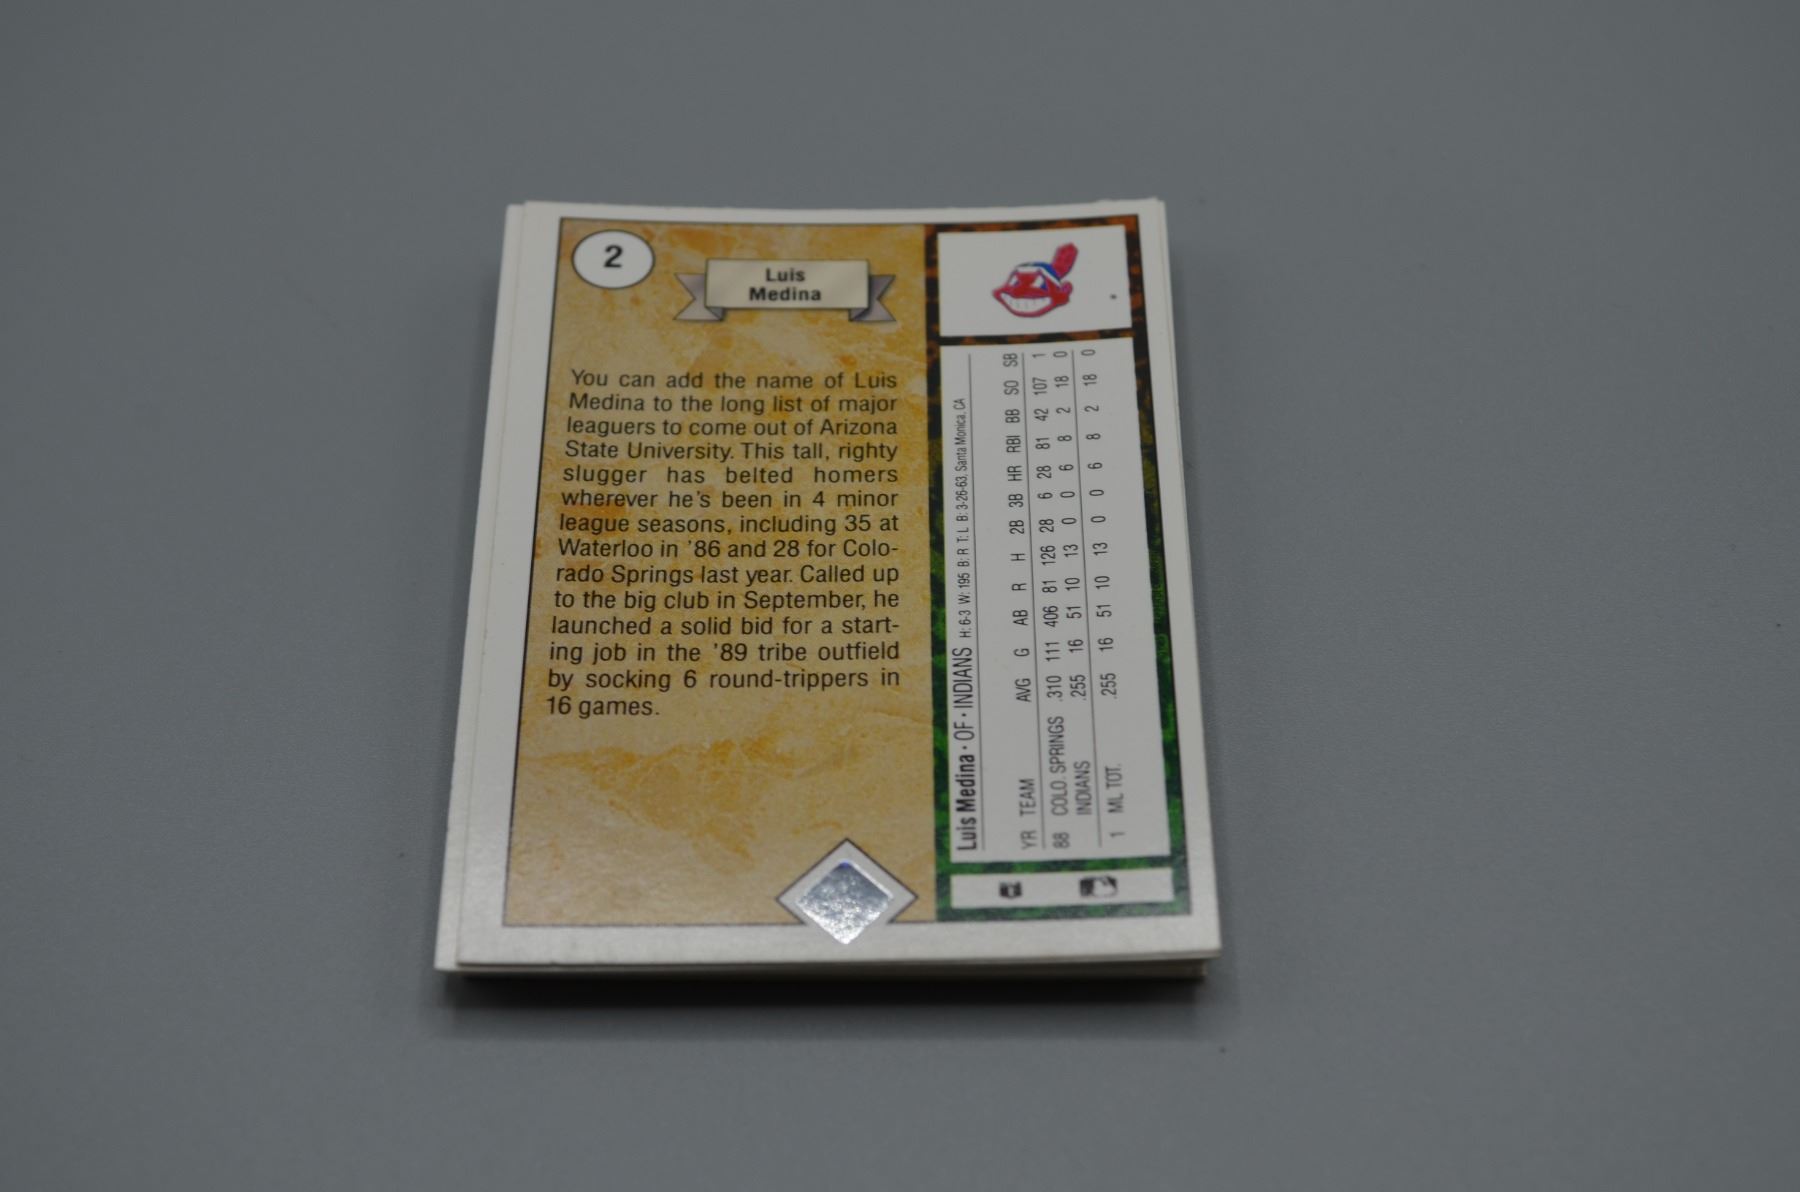 2
Luis
Medina
You can add the name of Luis
Medina to the long list of major
leaguers to come out of Arizona
State University. This tall, righty
slugger has belted homers
wherever he's been in 4 minor
league seasons, including 35 at
Waterloo in '86 and 28 for Colo-
rado Springs last year. Called up
to the big club in September, he
launched a solid bid for a start-
ing job in the '89 tribe outfield
by socking 6 round-trippers in
16 games.
Luis Medina · OF · INDIANS H: 6-3 W: 195 B: R T: L B: 3-26-63, Santa Monica, CA
YR TEAM AVG G AB R H 2B 3B HR RBI BB SO SB
88 COLO. SPRINGS .310 111 406 81 126 28 6 28 81 42 107 1
INDIANS .255 16 51 10 13 0 0 6 8 2 18 0
1 ML TOT. .255 16 51 10 13 0 0 6 8 2 18 0